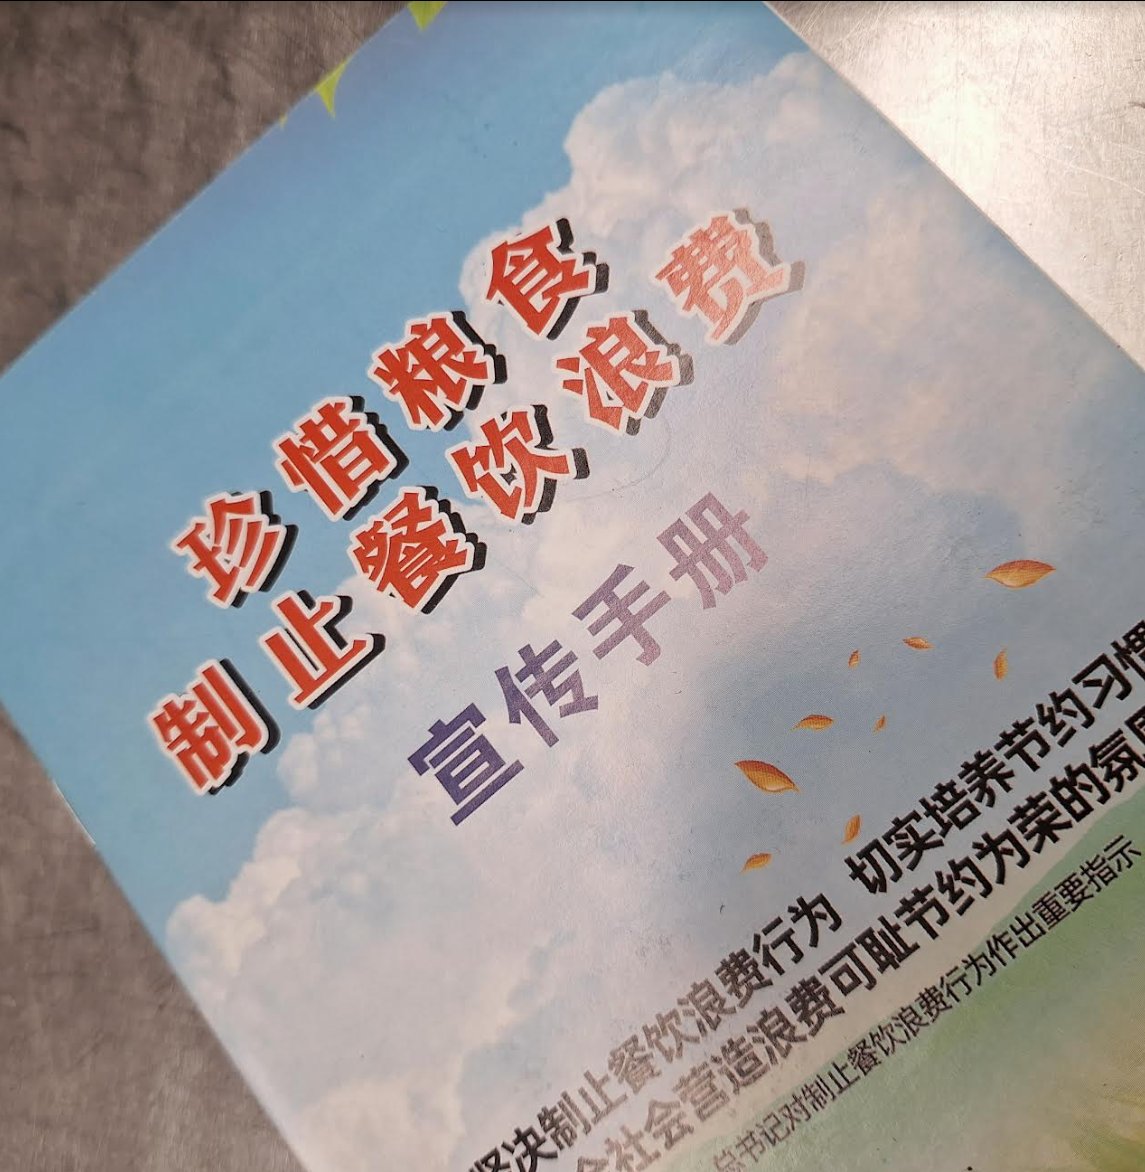 珍惜粮食
制止餐饮浪费
宣传手册
坚决制止餐饮浪费行为 切实培养节约习惯
社会营造浪费可耻节约为荣的氛
总书记对制止餐饮浪费行为作出重要指示